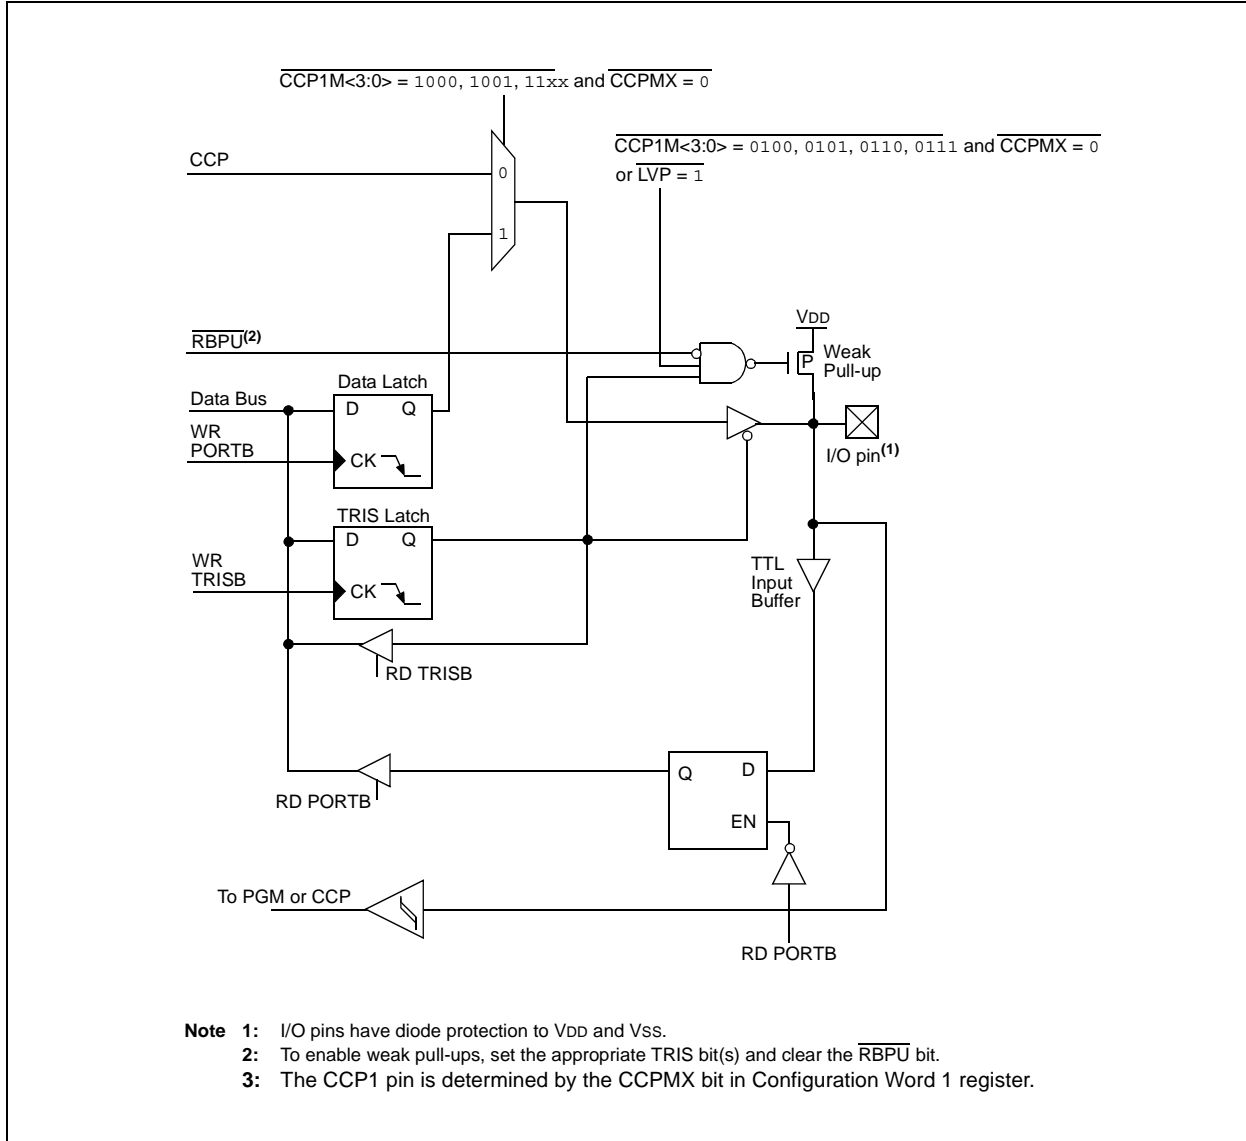 CCP1M<3:0> = 1000, 1001, 11xx and CCPMX = 0
CCP1M<3:0> = 0100, 0101, 0110, 0111 and CCPMX = 0
or LVP = 1
CCP
0
1
VDD
RBPU(2)
P
Weak
Pull-up
Data Latch
Data Bus
D
Q
WR
PORTB
CK
I/O pin(1)
TRIS Latch
D
Q
WR
TRISB
CK
TTL
Input
Buffer
RD TRISB
Q
D
EN
RD PORTB
To PGM or CCP
RD PORTB
Note 1: I/O pins have diode protection to VDD and VSS.
2: To enable weak pull-ups, set the appropriate TRIS bit(s) and clear the RBPU bit.
3: The CCP1 pin is determined by the CCPMX bit in Configuration Word 1 register.